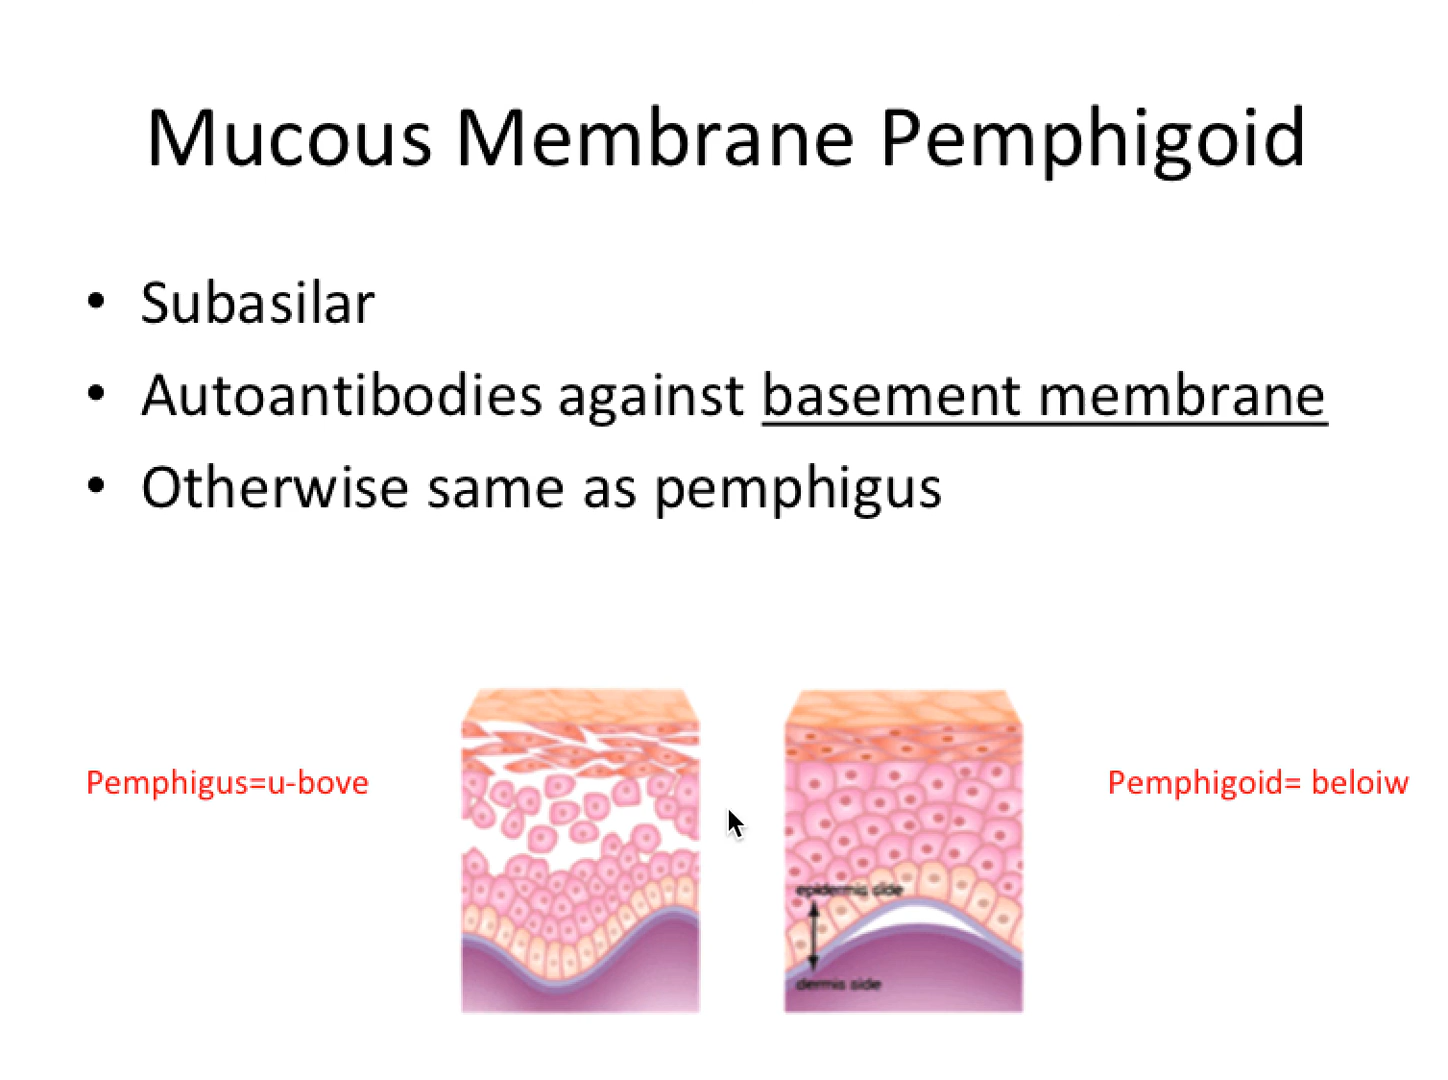 Mucous Membrane Pemphigoid
• Subasilar
• Autoantibodies against basement membrane
• Otherwise same as pemphigus
Pemphigus=u-bove
Pemphigoid= beloiw
epidermis side
dermis side